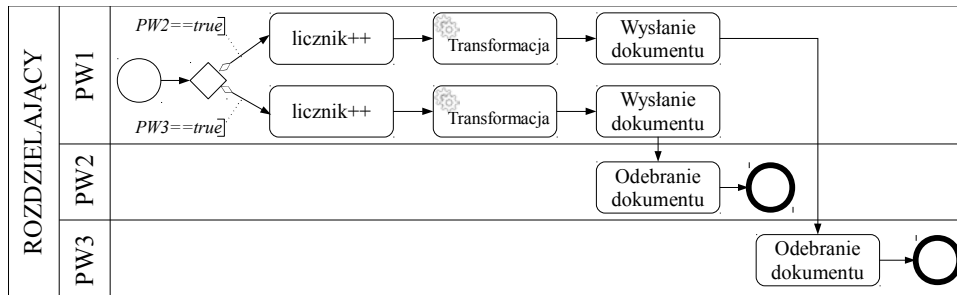 ROZDZIELAJĄCY
PW1
PW2==true
licznik++
Transformacja
Wysłanie
dokumentu
PW3==true
licznik++
Transformacja
Wysłanie
dokumentu
PW2
Odebranie
dokumentu
PW3
Odebranie
dokumentu